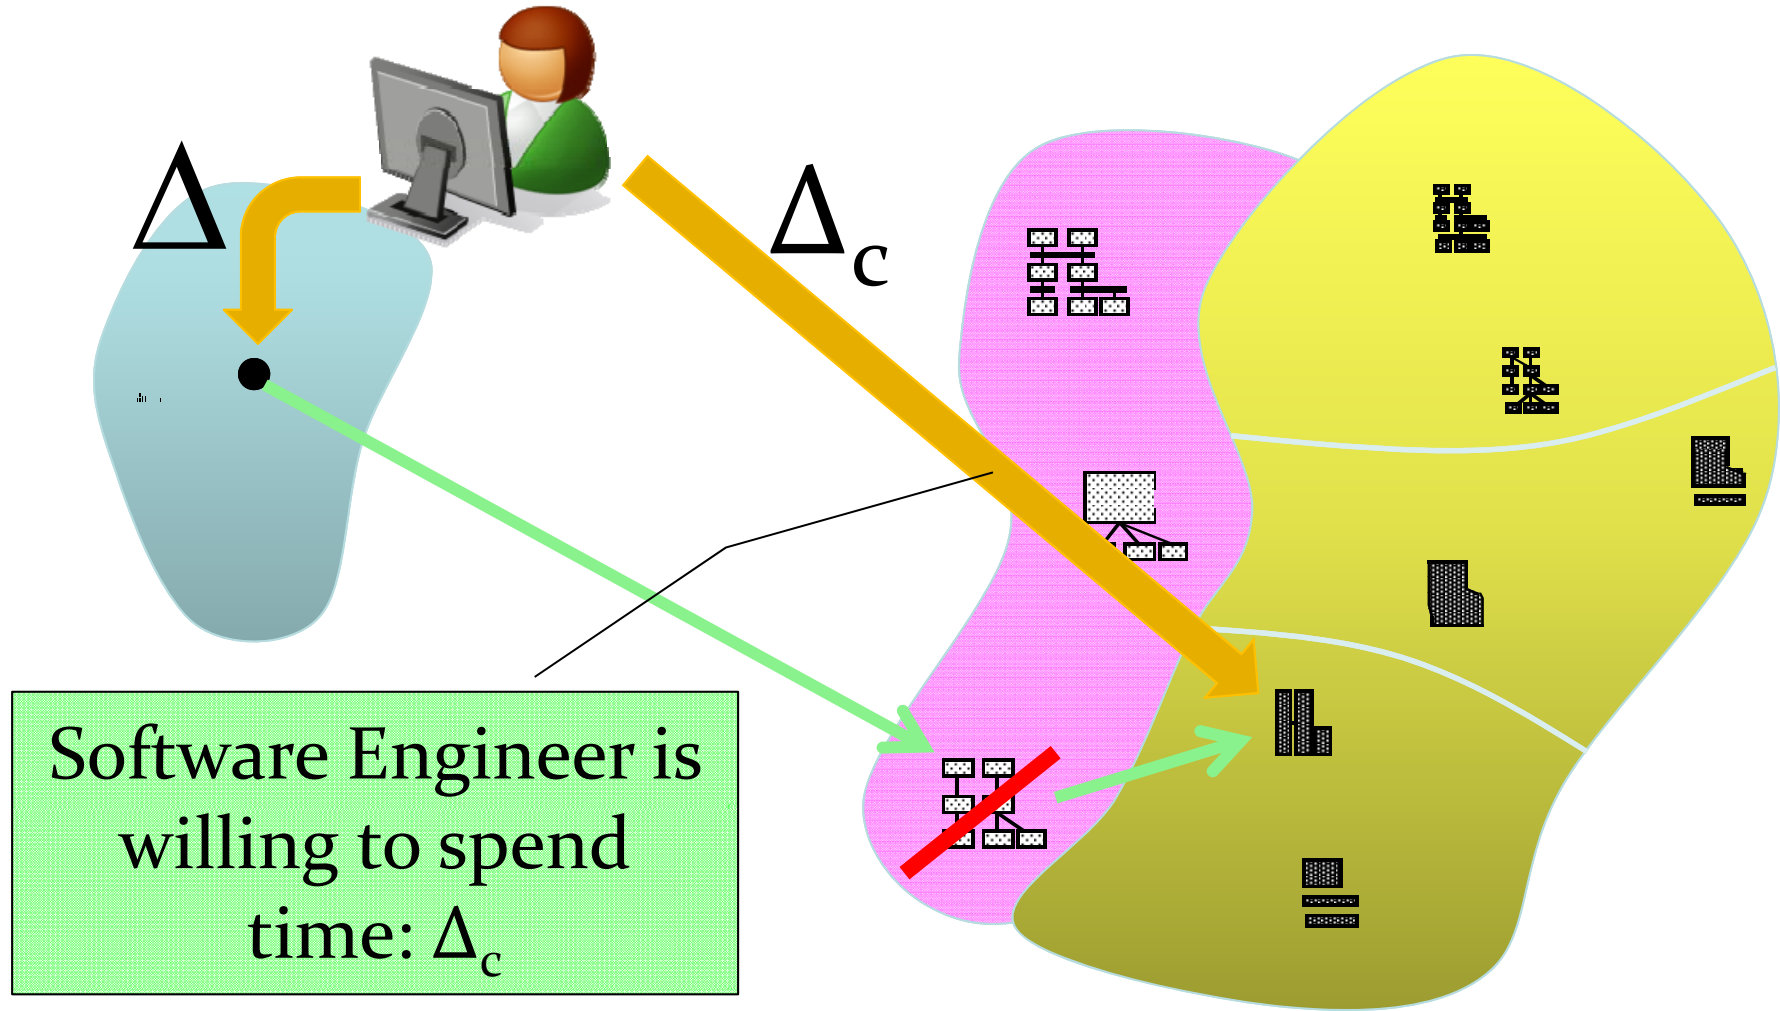 Δ
Δc
Software Engineer is
willing to spend
time: Δc